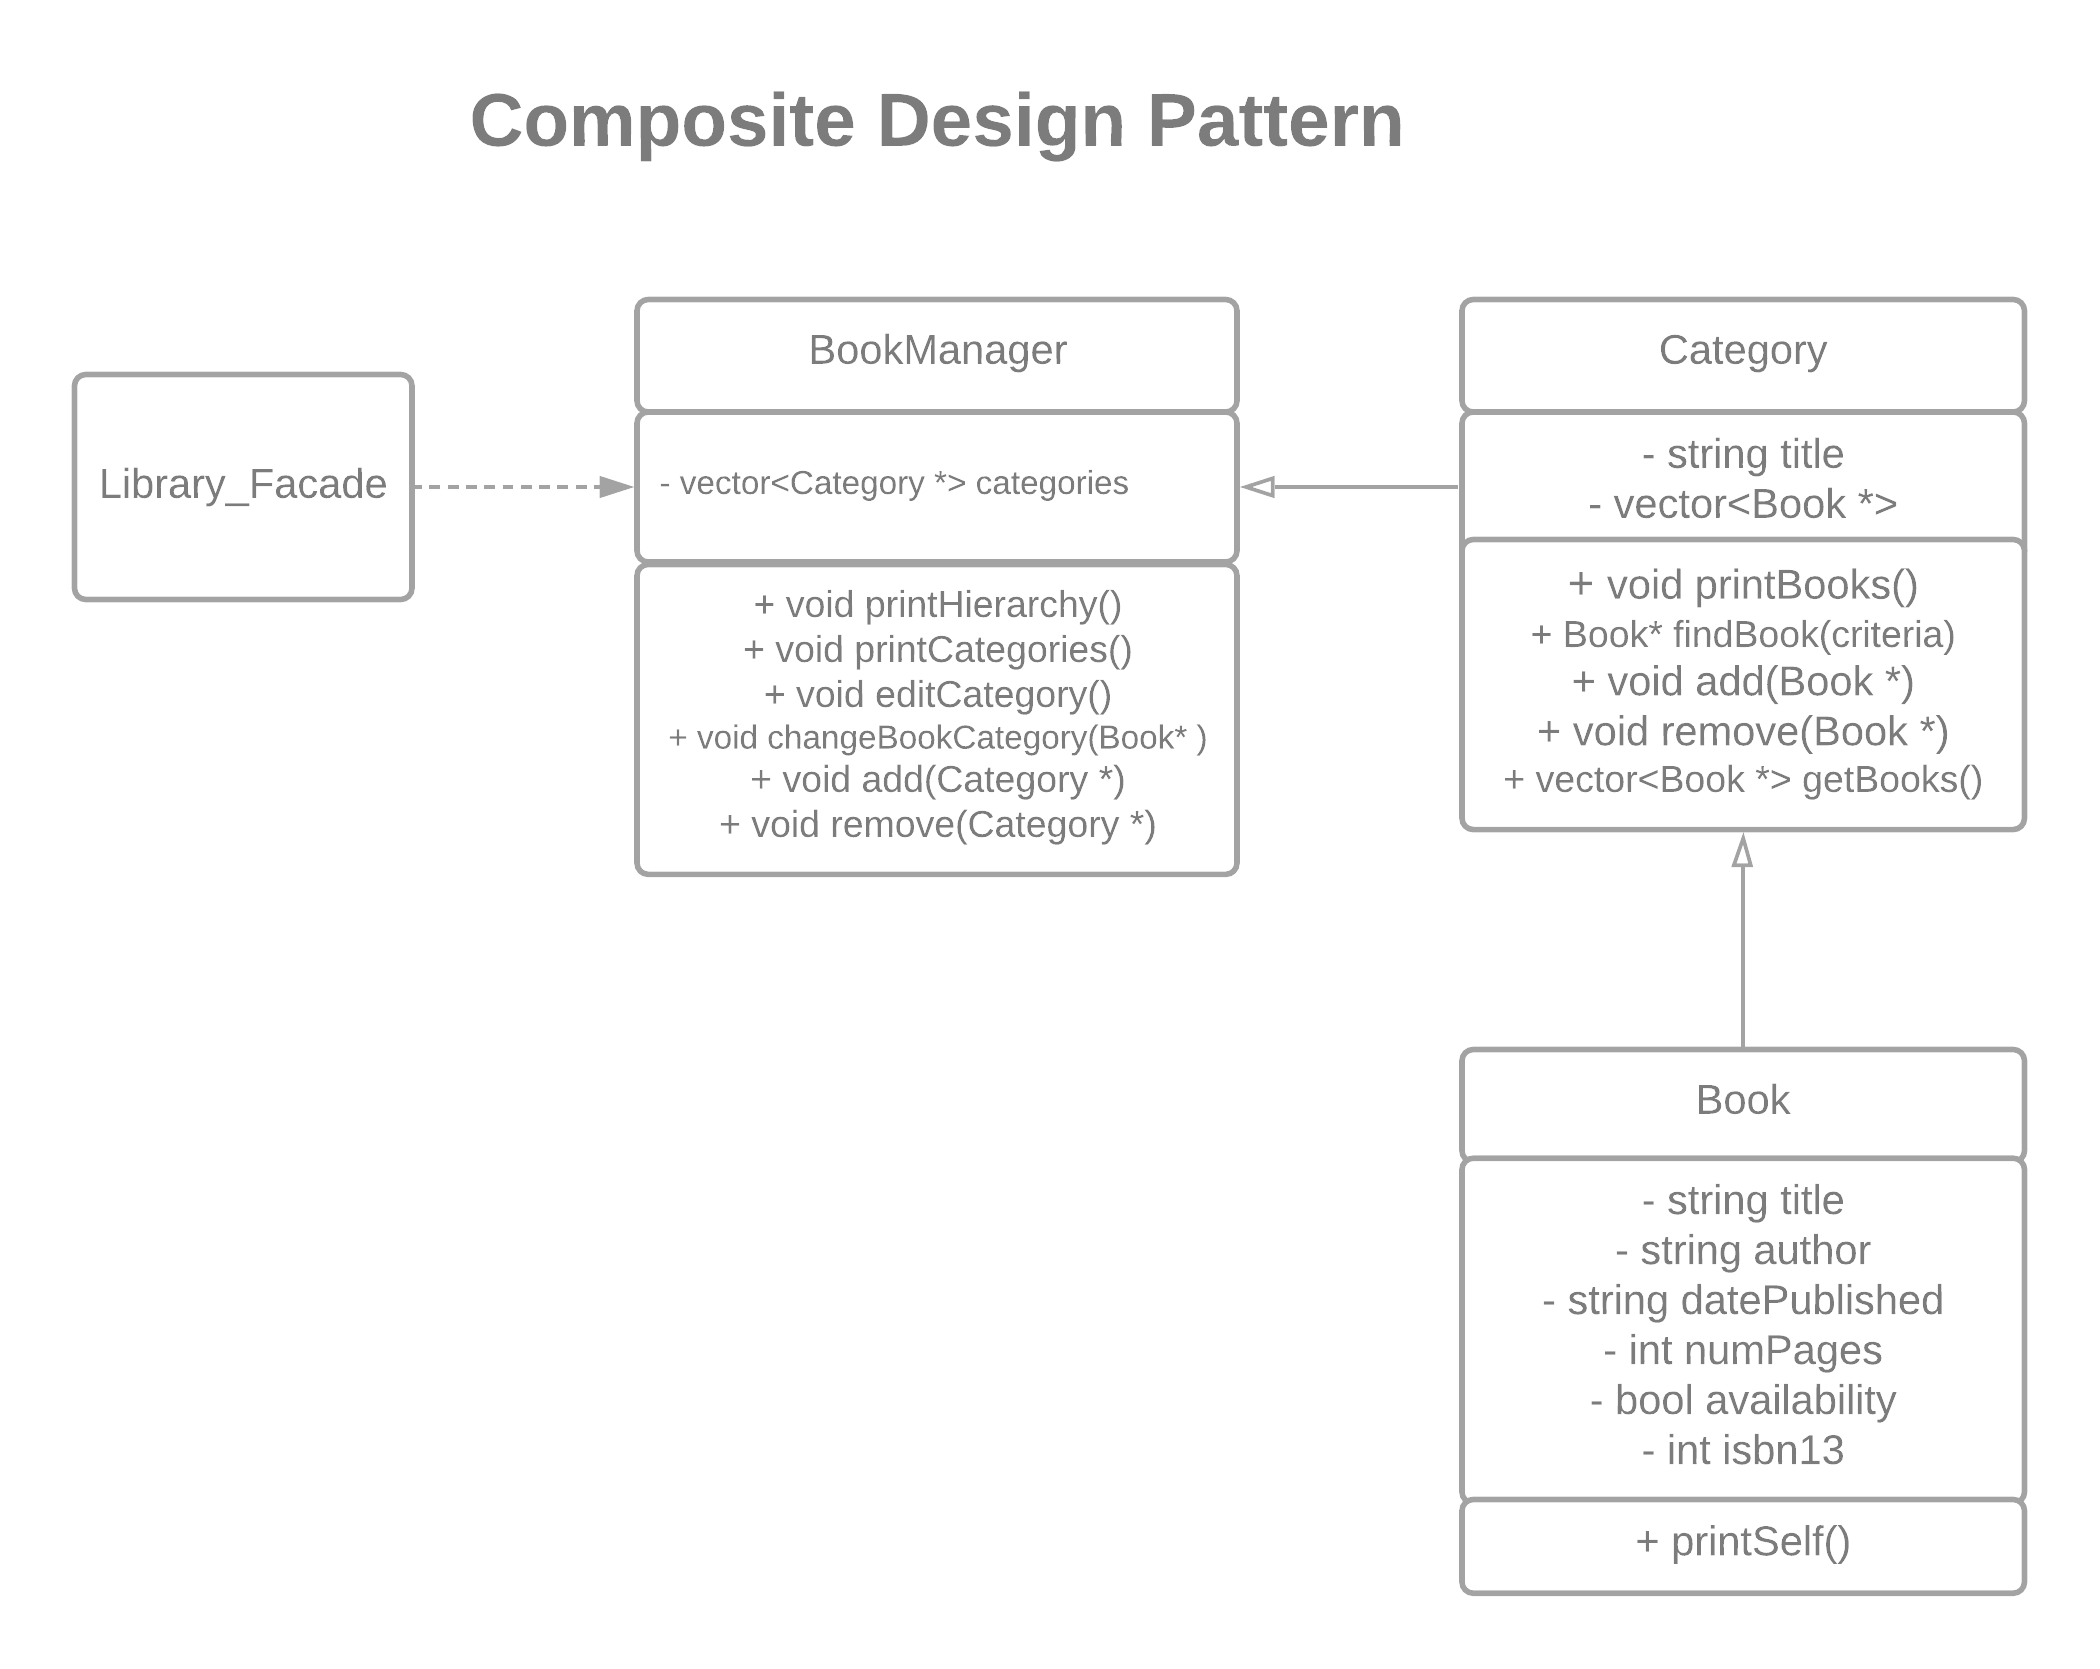 Composite Design Pattern
Library_Facade
BookManager
- vector<Category *> categories
+ void printHierarchy()
+ void printCategories()
+ void editCategory()
+ void changeBookCategory(Book* )
+ void add(Category *)
+ void remove(Category *)
Category
- string title
- vector<Book *>
+ void printBooks()
+ Book* findBook(criteria)
+ void add(Book *)
+ void remove(Book *)
+ vector<Book *> getBooks()
Book
- string title
- string author
- string datePublished
- int numPages
- bool availability
- int isbn13
+ printSelf()